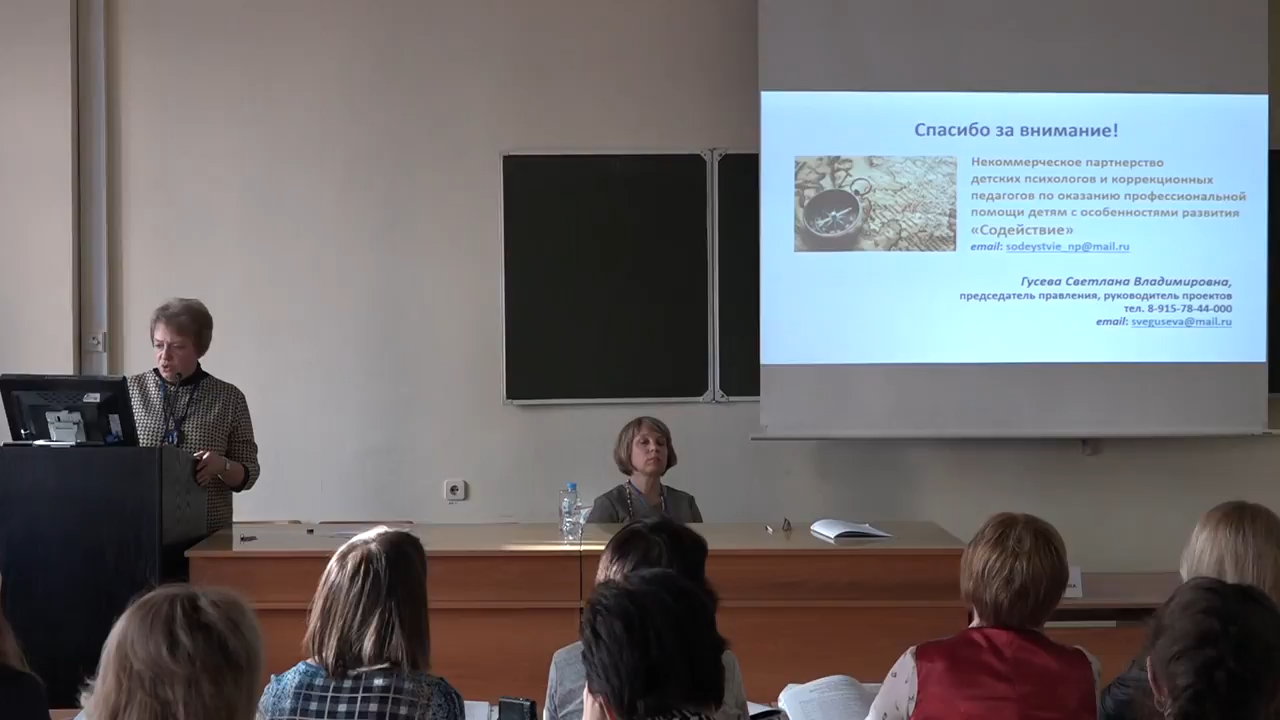 Спасибо за внимание!
Некоммерческое партнерство
детских психологов и коррекционных
педагогов по оказанию профессиональной
помощи детям с особенностями развития
«Содействие»
email: sodeystvie_np@mail.ru
Гусева Светлана Владимировна,
председатель правления, руководитель проектов
тел. 8-915-78-44-000
email: sveguseva@mail.ru